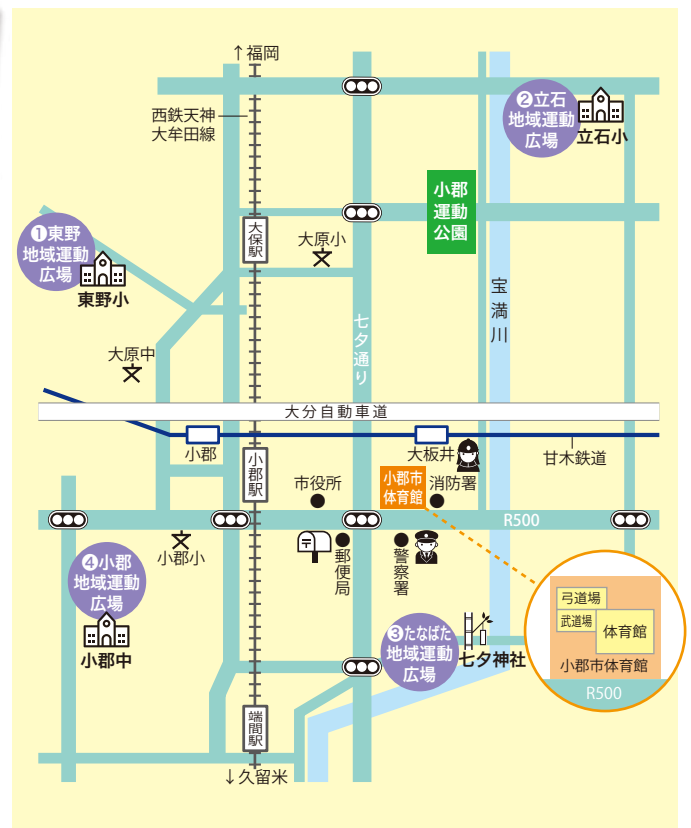 ↑福岡
西鉄天神
大牟田線
❷立石
地域運動
広場
立石小
小郡
運動
公園
❶東野
地域運動
広場
東野小
大保駅
大原小
宝満川
七夕通り
大原中
大分自動車道
小郡
大板井
甘木鉄道
小郡駅
市役所
小郡市
体育館
消防署
R500
小郡小
郵便局
警察署
❹小郡
地域運動
広場
小郡中
❸たなばた
地域運動
広場
七夕神社
弓道場
武道場
体育館
小郡市体育館
R500
端間駅
↓久留米